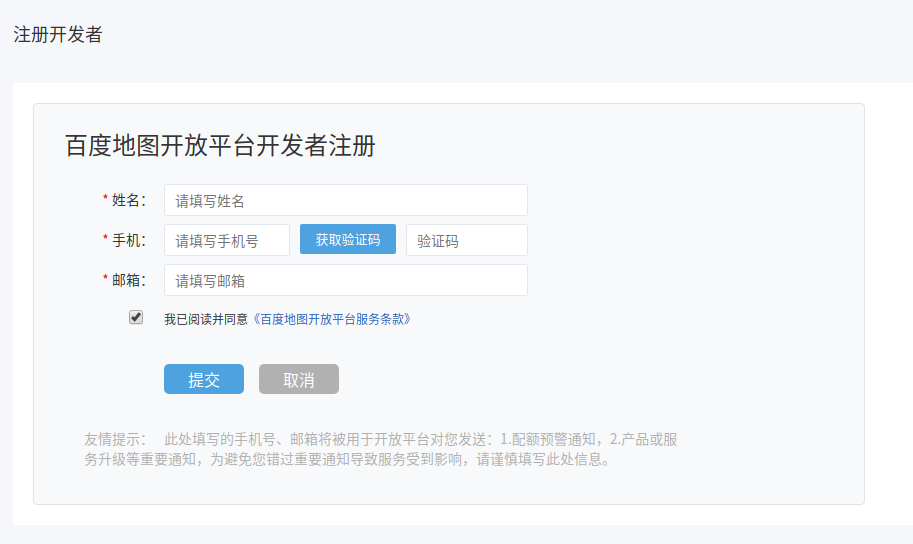 注册开发者
百度地图开放平台开发者注册
* 姓名： 请填写姓名
* 手机： 请填写手机号 获取验证码 验证码
* 邮箱： 请填写邮箱
我已阅读并同意《百度地图开放平台服务条款》
提交 取消
友情提示： 此处填写的手机号、邮箱将被用于开放平台对您发送：1.配额预警通知，2.产品或服
务升级等重要通知，为避免您错过重要通知导致服务受到影响，请谨慎填写此处信息。